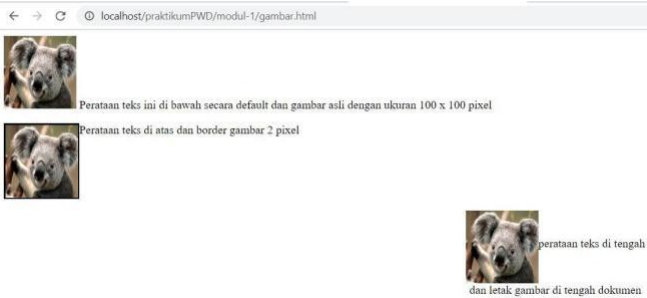 localhost/praktikumPWD/modul-1/gambar.html
Perataan teks ini di bawah secara default dan gambar asli dengan ukuran 100 x 100 pixel
Perataan teks di atas dan border gambar 2 pixel
perataan teks di tengah
dan letak gambar di tengah dokumen